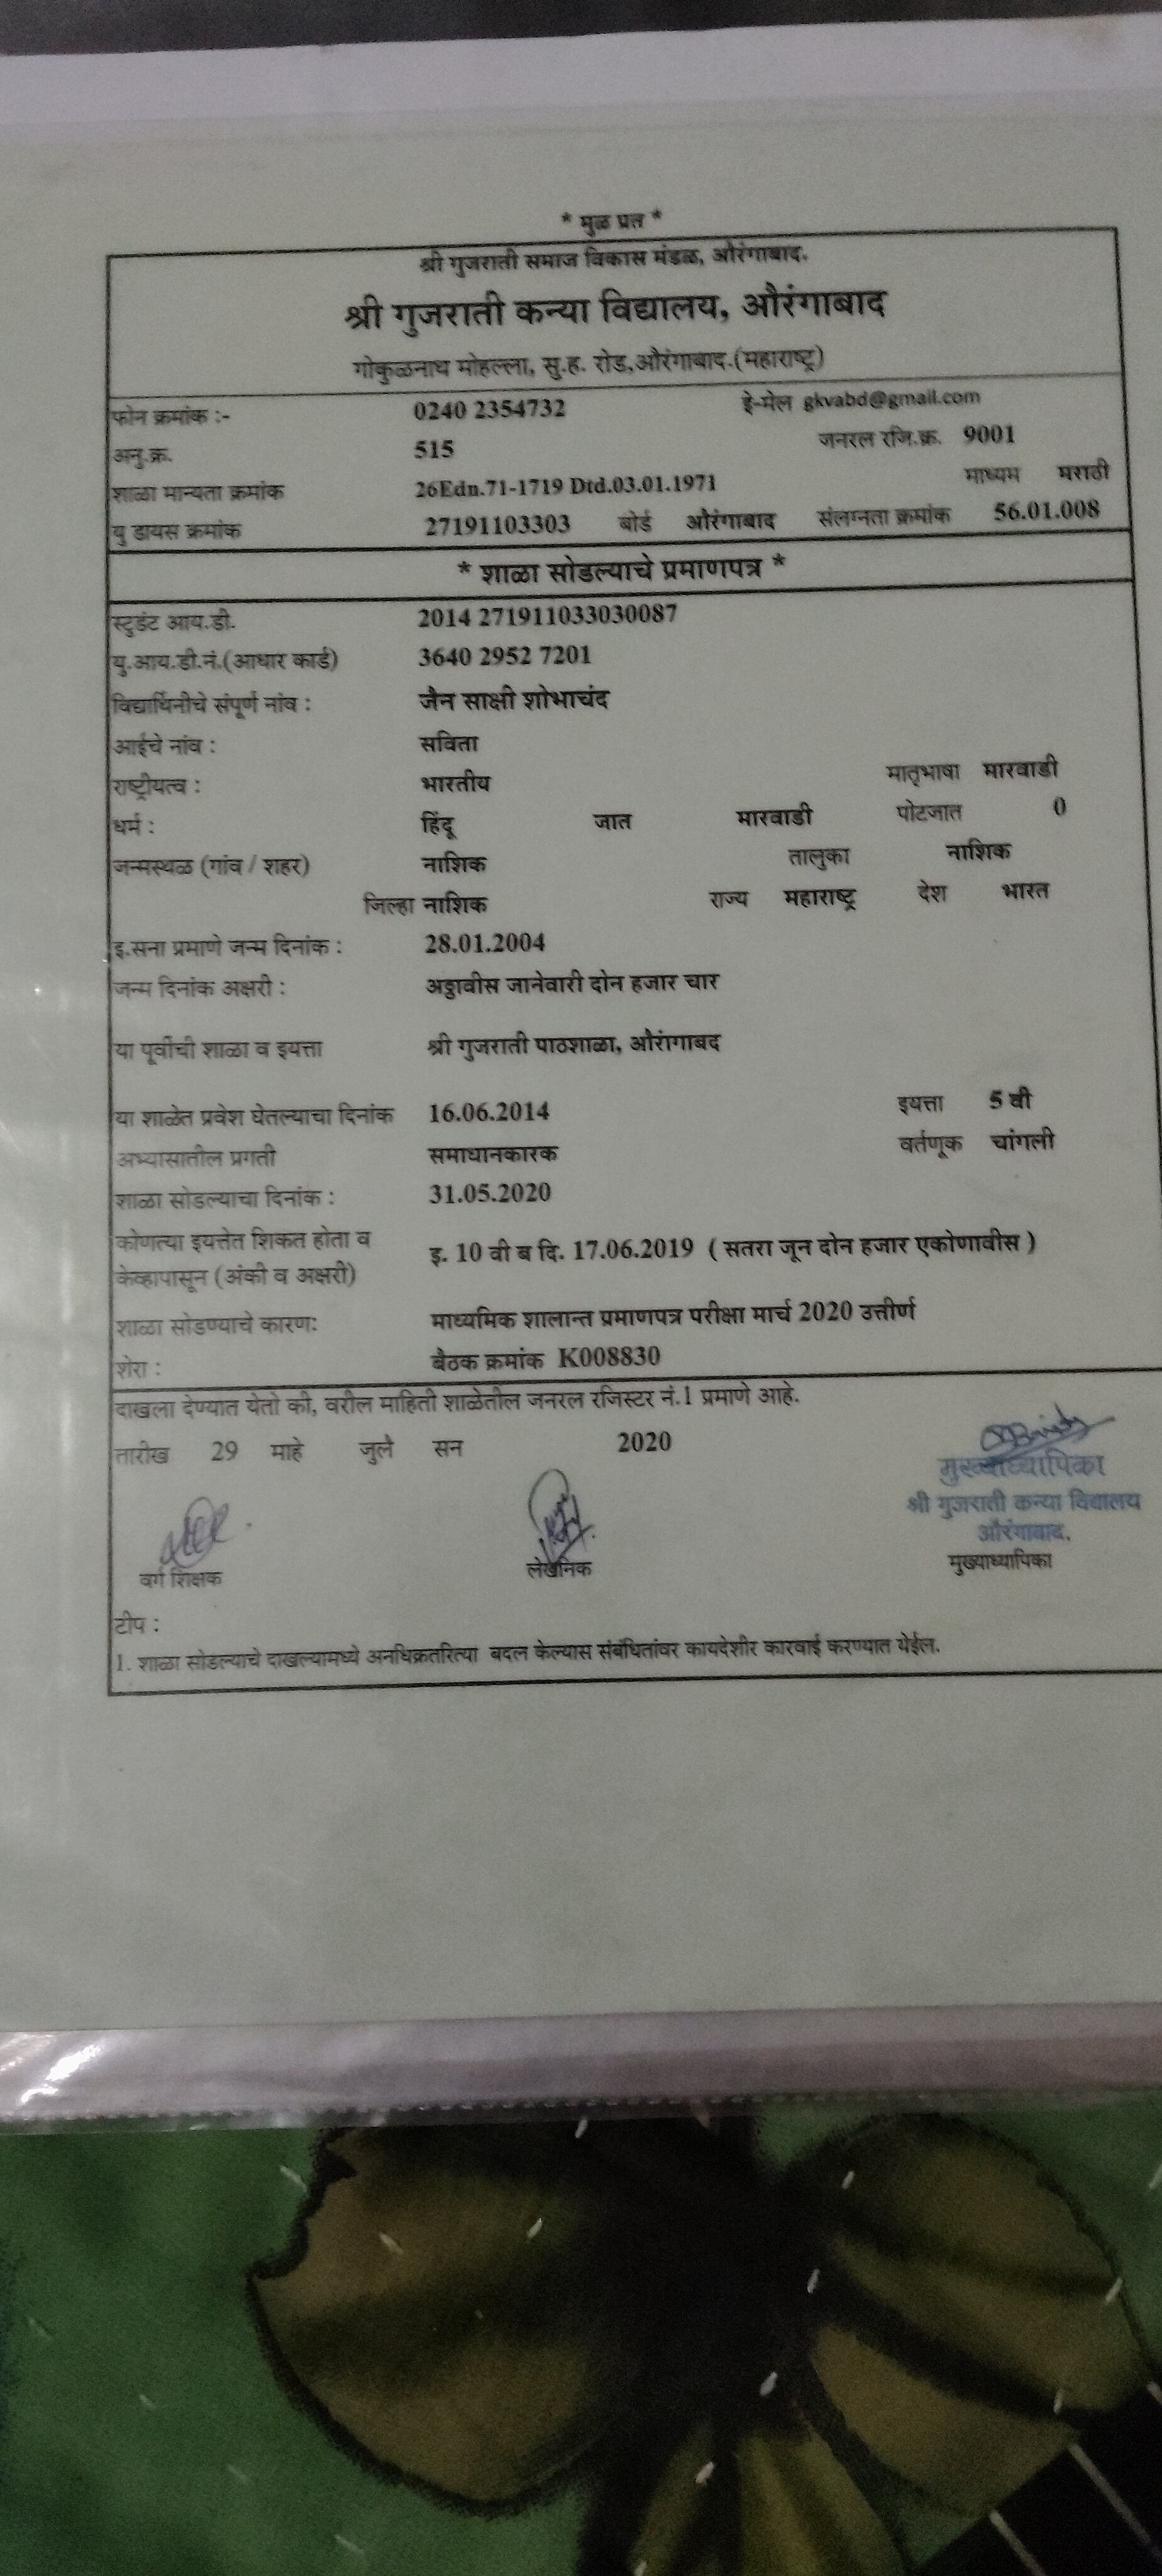 * मुळ प्रत *
श्री गुजराती समाज विकास मंडळ, औरंगाबाद.
श्री गुजराती कन्या विद्यालय, औरंगाबाद
गोकुळनाथ मोहल्ला, सु.ह. रोड,औरंगाबाद.(महाराष्ट्र)
फोन क्रमांक :- 0240 2354732 ई-मेल gkvabd@gmail.com
अनु.क्र. 515 जनरल रजि.क्र. 9001
शाळा मान्यता क्रमांक 26Edn.71-1719 Dtd.03.01.1971 माध्यम मराठी
यु डायस क्रमांक 27191103303 बोर्ड औरंगाबाद संलग्नता क्रमांक 56.01.008
* शाळा सोडल्याचे प्रमाणपत्र *
स्टुडंट आय.डी. 2014 271911033030087
यु.आय.डी.नं.(आधार कार्ड) 3640 2952 7201
विद्यार्थिनीचे संपूर्ण नांव : जैन साक्षी शोभाचंद
आईचे नांव : सविता
राष्ट्रीयत्व : भारतीय मातृभाषा मारवाडी
धर्म : हिंदू जात मारवाडी पोटजात 0
जन्मस्थळ (गांव / शहर) नाशिक तालुका नाशिक
जिल्हा नाशिक राज्य महाराष्ट्र देश भारत
इ.सना प्रमाणे जन्म दिनांक : 28.01.2004
जन्म दिनांक अक्षरी : अठ्ठावीस जानेवारी दोन हजार चार
या पूर्वीची शाळा व इयत्ता श्री गुजराती पाठशाळा, औरांगाबद
या शाळेत प्रवेश घेतल्याचा दिनांक 16.06.2014 इयत्ता 5 वी
अभ्यासातील प्रगती समाधानकारक वर्तणूक चांगली
शाळा सोडल्याचा दिनांक : 31.05.2020
कोणत्या इयत्तेत शिकत होता व
केव्हापासून (अंकी व अक्षरी) इ. 10 वी ब दि. 17.06.2019 ( सतरा जून दोन हजार एकोणावीस )
शाळा सोडण्याचे कारण: माध्यमिक शालान्त प्रमाणपत्र परीक्षा मार्च 2020 उत्तीर्ण
शेरा : बैठक क्रमांक K008830
दाखला देण्यात येतो की, वरील माहिती शाळेतील जनरल रजिस्टर नं.1 प्रमाणे आहे.
तारीख 29 माहे जुलै सन 2020
मुख्याध्यापिका
श्री गुजराती कन्या विद्यालय
औरंगाबाद.
वर्ग शिक्षक लेखनिक मुख्याध्यापिका
टीप :
1. शाळा सोडल्याचे दाखल्यामध्ये अनधिक्रतरित्या बदल केल्यास संबंधितांवर कायदेशीर कारवाई करण्यात येईल.